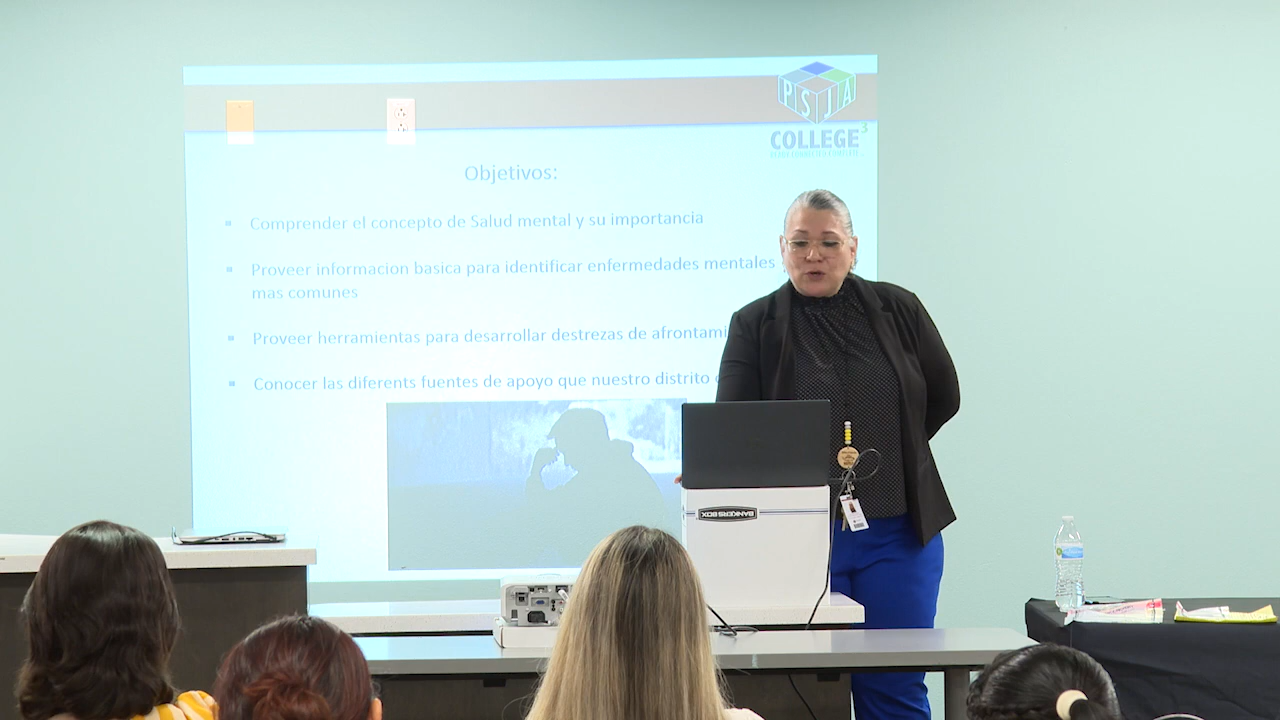 PSJA
COLLEGE³
Objetivos:
Comprender el concepto de Salud mental y su importancia
Proveer informacion basica para identificar enfermedades mentales
mas comunes
Proveer herramientas para desarrollar destrezas de afrontami
Conocer las diferents fuentes de apoyo que nuestro distrito
BANKERS BOX